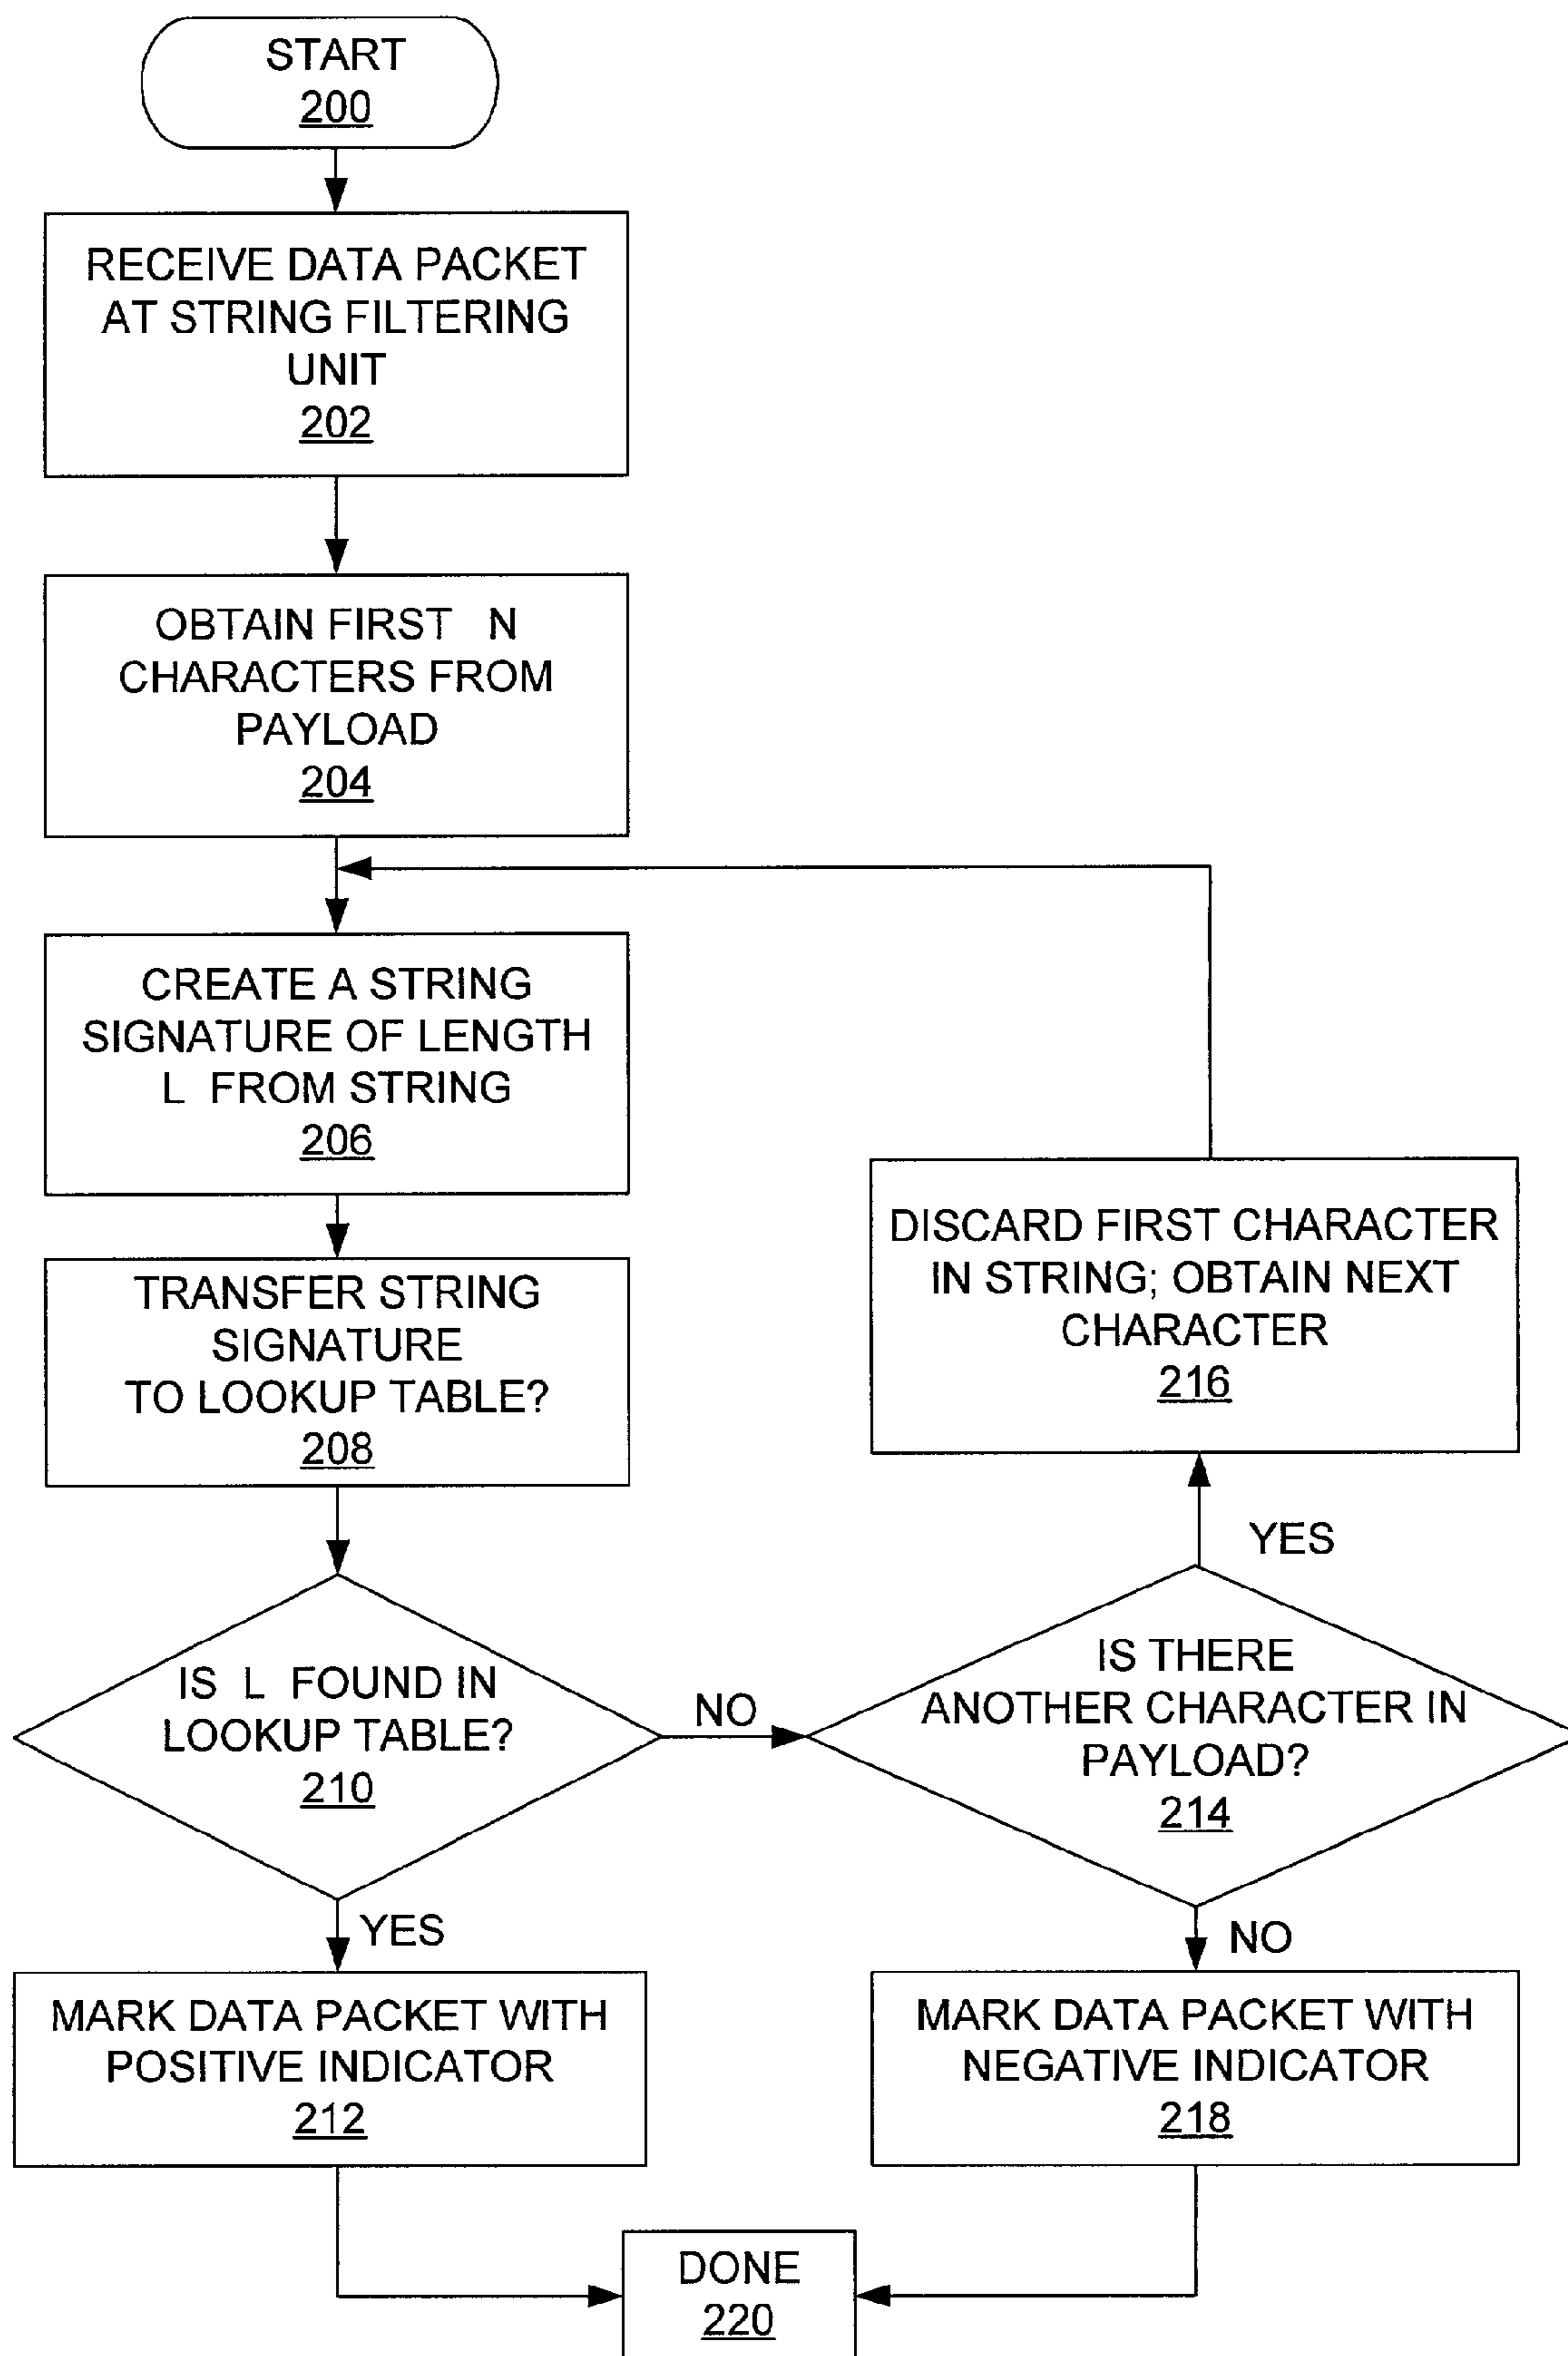 START
200
RECEIVE DATA PACKET
AT STRING FILTERING
UNIT
202
OBTAIN FIRST N
CHARACTERS FROM
PAYLOAD
204
CREATE A STRING
SIGNATURE OF LENGTH
L FROM STRING
206
TRANSFER STRING
SIGNATURE
TO LOOKUP TABLE?
208
DISCARD FIRST CHARACTER
IN STRING; OBTAIN NEXT
CHARACTER
216
YES
IS L FOUND IN
LOOKUP TABLE?
210
NO
IS THERE
ANOTHER CHARACTER IN
PAYLOAD?
214
YES
NO
MARK DATA PACKET WITH
POSITIVE INDICATOR
212
MARK DATA PACKET WITH
NEGATIVE INDICATOR
218
DONE
220